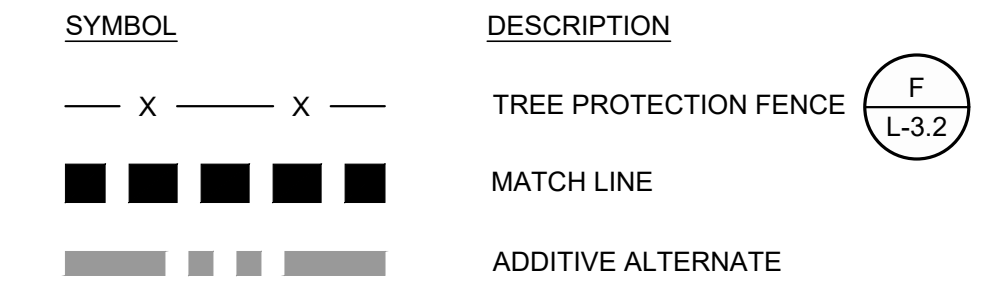 SYMBOL DESCRIPTION
X X TREE PROTECTION FENCE F
L-3.2
MATCH LINE
ADDITIVE ALTERNATE